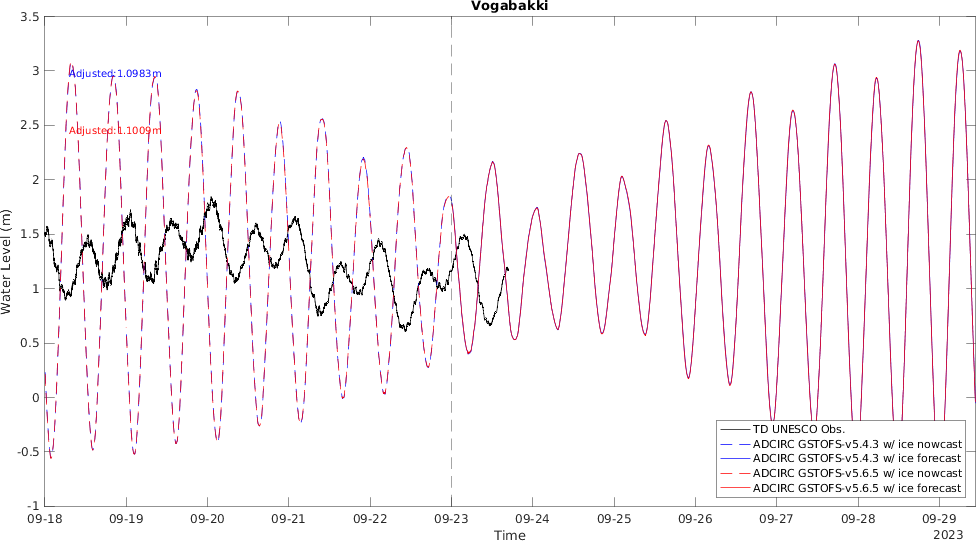 Vogabakki
3.5
3
2.5
2
1.5
1
0.5
0
-0.5
-1
Water Level (m)
Adjusted:1.0983m
Adjusted:1.1009m
TD UNESCO Obs.
ADCIRC GSTOFS-v5.4.3 w/ ice nowcast
ADCIRC GSTOFS-v5.4.3 w/ ice forecast
ADCIRC GSTOFS-v5.6.5 w/ ice nowcast
ADCIRC GSTOFS-v5.6.5 w/ ice forecast
09-18 09-19 09-20 09-21 09-22 09-23 09-24 09-25 09-26 09-27 09-28 09-29
Time
2023